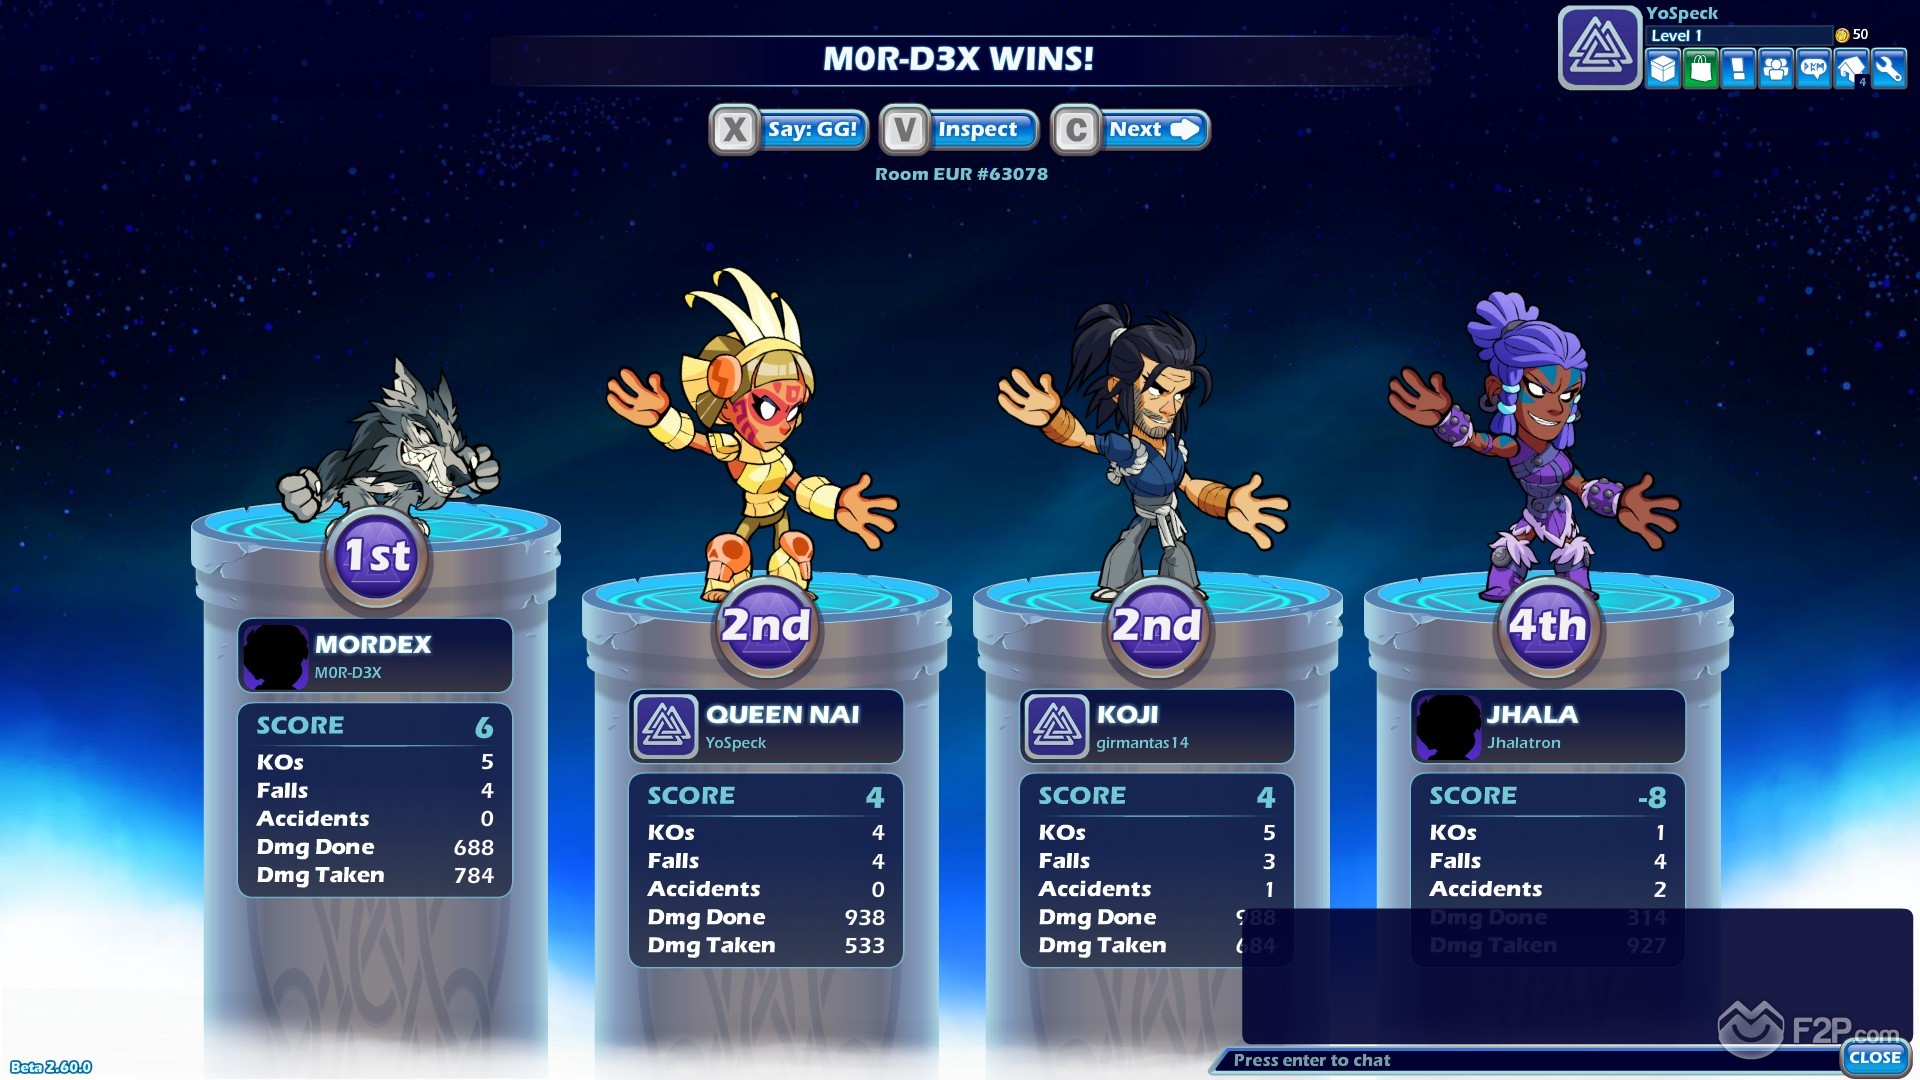 YoSpeck
Level 1
50
4
M0R-D3X WINS!
X Say: GG! V Inspect C Next
Room EUR #63078
1st
MORDEX
M0R-D3X
SCORE 6
KOs 5
Falls 4
Accidents 0
Dmg Done 688
Dmg Taken 784
2nd
QUEEN NAI
YoSpeck
SCORE 4
KOs 4
Falls 4
Accidents 0
Dmg Done 938
Dmg Taken 533
2nd
KOJI
girmantas14
SCORE 4
KOs 5
Falls 3
Accidents 1
Dmg Done 988
Dmg Taken 684
4th
JHALA
Jhalatron
SCORE -8
KOs 1
Falls 4
Accidents 2
Dmg Done 314
Dmg Taken 927
F2P.com
Press enter to chat
CLOSE
Beta 2.60.0